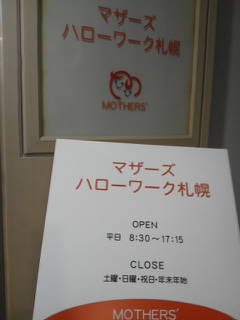 マザーズ
ハローワーク札幌
MOTHERS'
マザーズ
ハローワーク札幌
OPEN
平日 8:30～17:15
CLOSE
土曜・日曜・祝日・年末年始
MOTHERS'